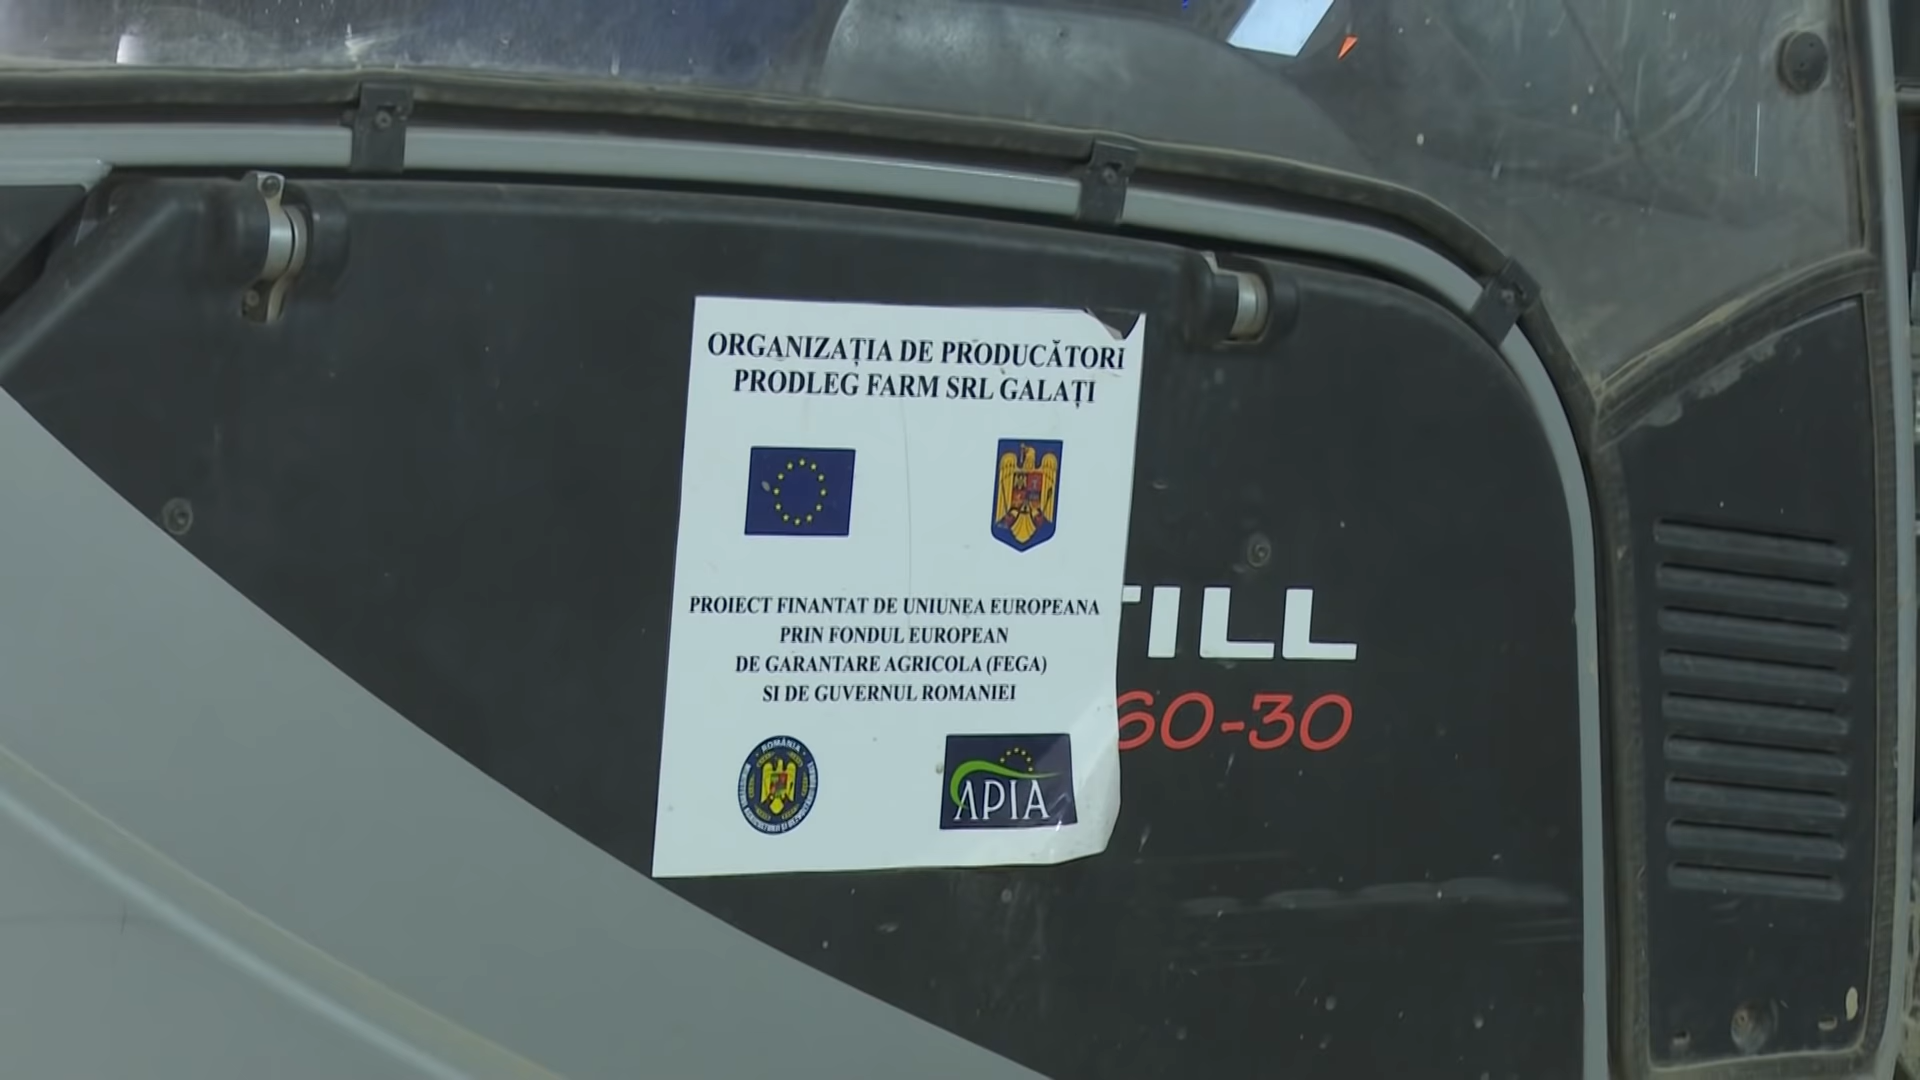 ORGANIZAȚIA DE PRODUCĂTORI
PRODLEG FARM SRL GALAȚI
PROIECT FINANTAT DE UNIUNEA EUROPEANA
PRIN FONDUL EUROPEAN
DE GARANTARE AGRICOLA (FEGA)
SI DE GUVERNUL ROMANIEI
ROMÂNIA
APIA
TILL
60-30